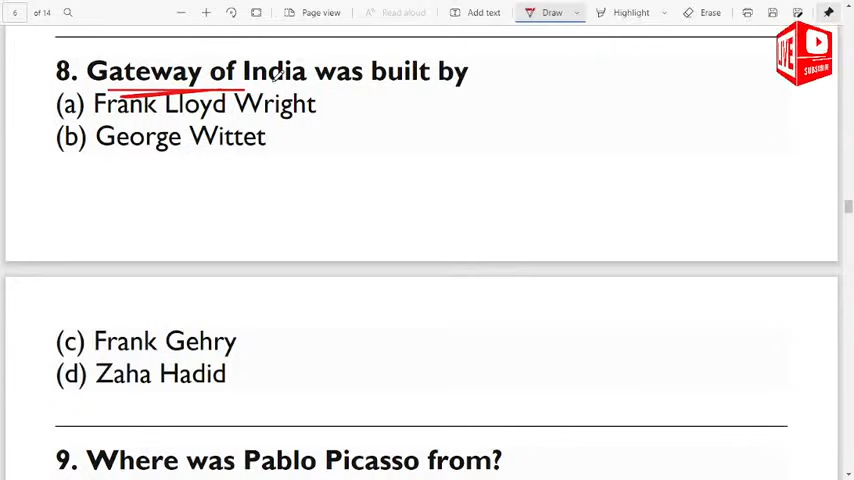 6 of 14 Page view Read aloud Add text Draw Highlight Erase
LIVE SUBSCRIBE
8. Gateway of India was built by
(a) Frank Lloyd Wright
(b) George Wittet
(c) Frank Gehry
(d) Zaha Hadid
9. Where was Pablo Picasso from?